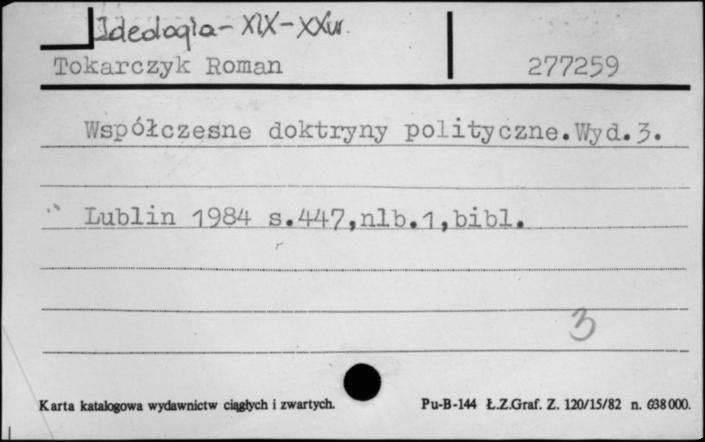 Ideologia - XIX-XXw.
Tokarczyk Roman 277259
Współczesne doktryny polityczne.Wyd.3.
Lublin 1984 s.447,nlb.1,bibl.
3
Karta katalogowa wydawnictw ciągłych i zwartych. Pu-B-144 Ł.Z.Graf. Z. 120/15/82 n. 638000.